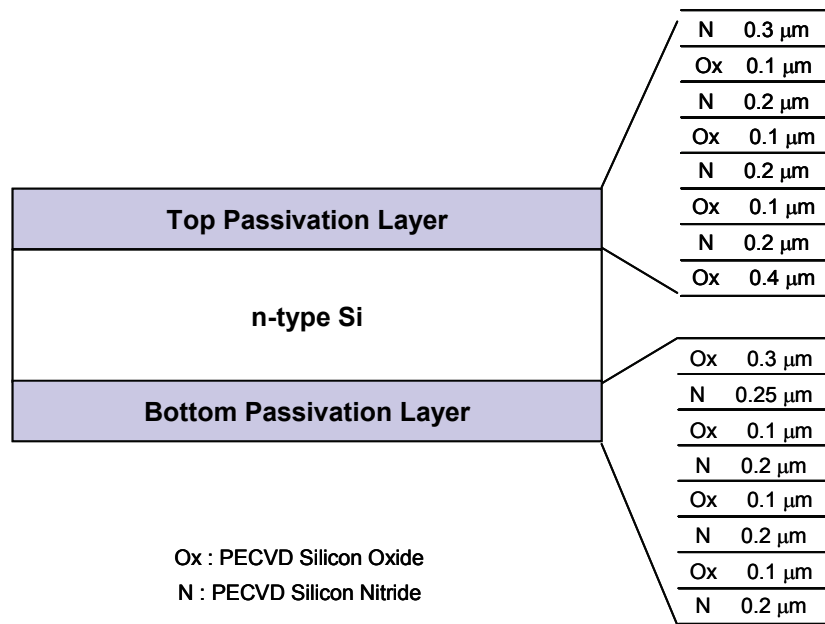 N 0.3 μm
Ox 0.1 μm
N 0.2 μm
Ox 0.1 μm
N 0.2 μm
Ox 0.1 μm
N 0.2 μm
Ox 0.4 μm
Top Passivation Layer
n-type Si
Bottom Passivation Layer
Ox 0.3 μm
N 0.25 μm
Ox 0.1 μm
N 0.2 μm
Ox 0.1 μm
N 0.2 μm
Ox 0.1 μm
N 0.2 μm
Ox : PECVD Silicon Oxide
N : PECVD Silicon Nitride